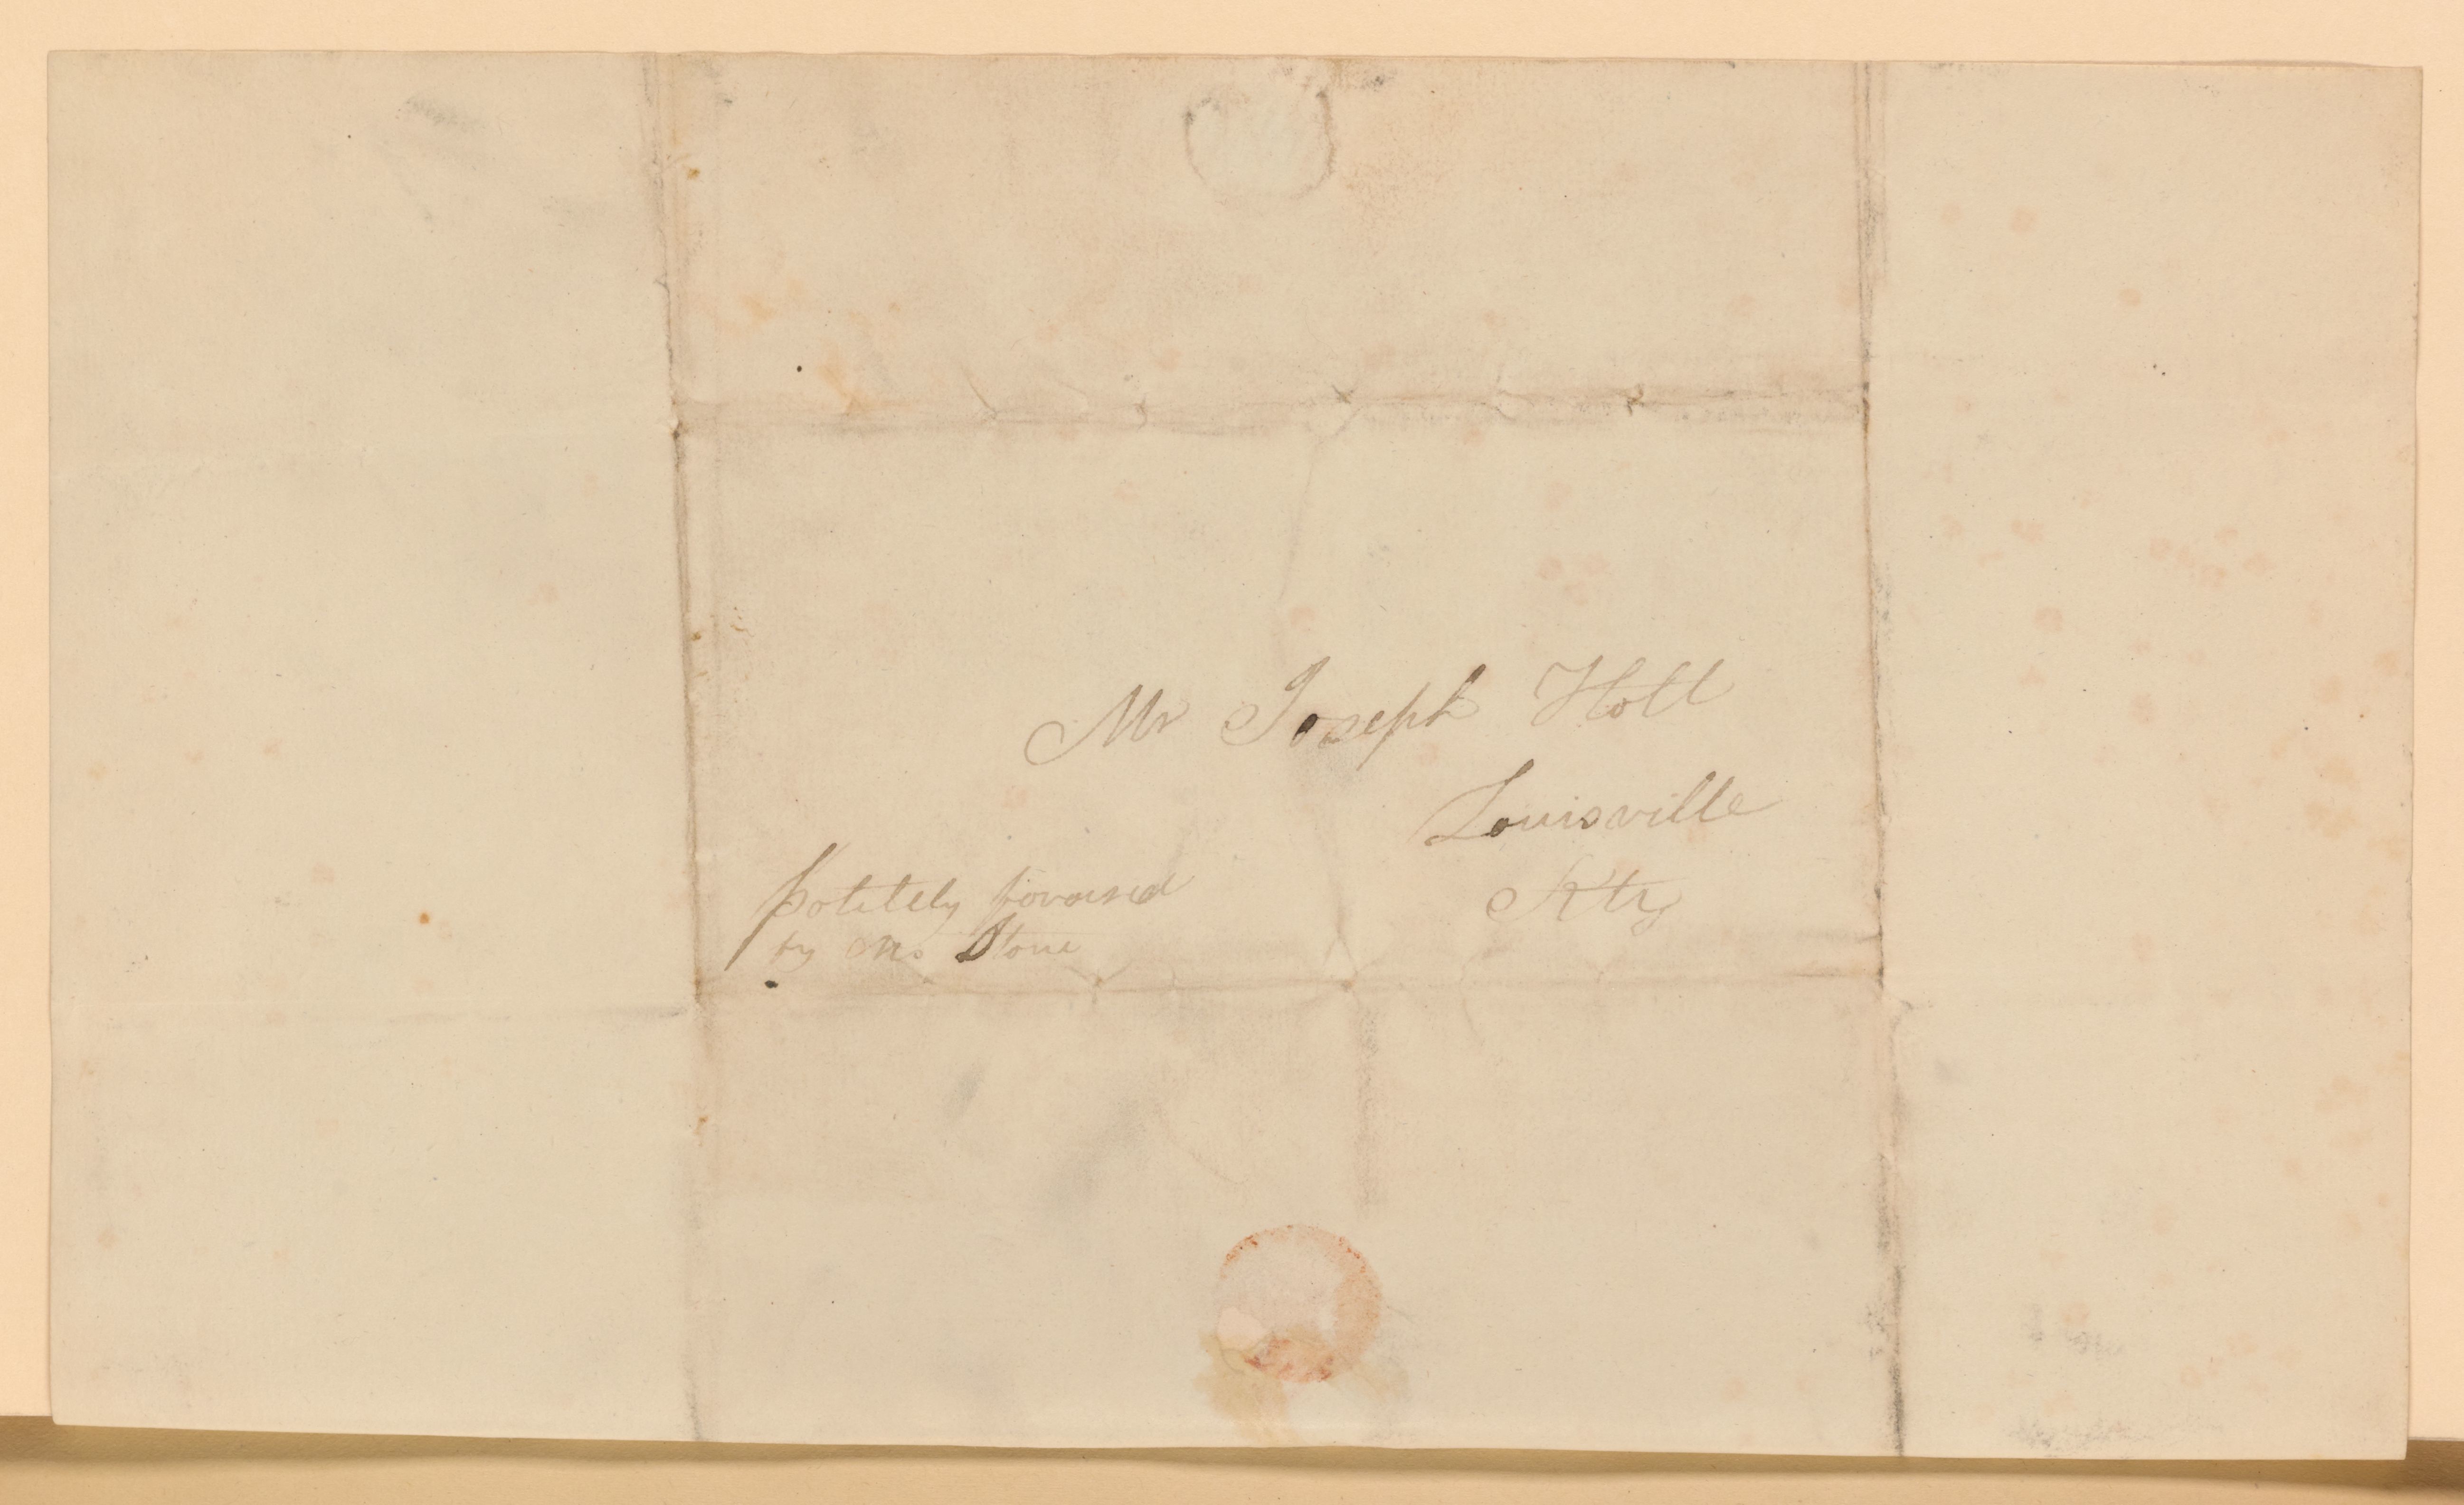 Mr Joseph Holt
Louisville
Kty
politely favoured
by Mr Stone